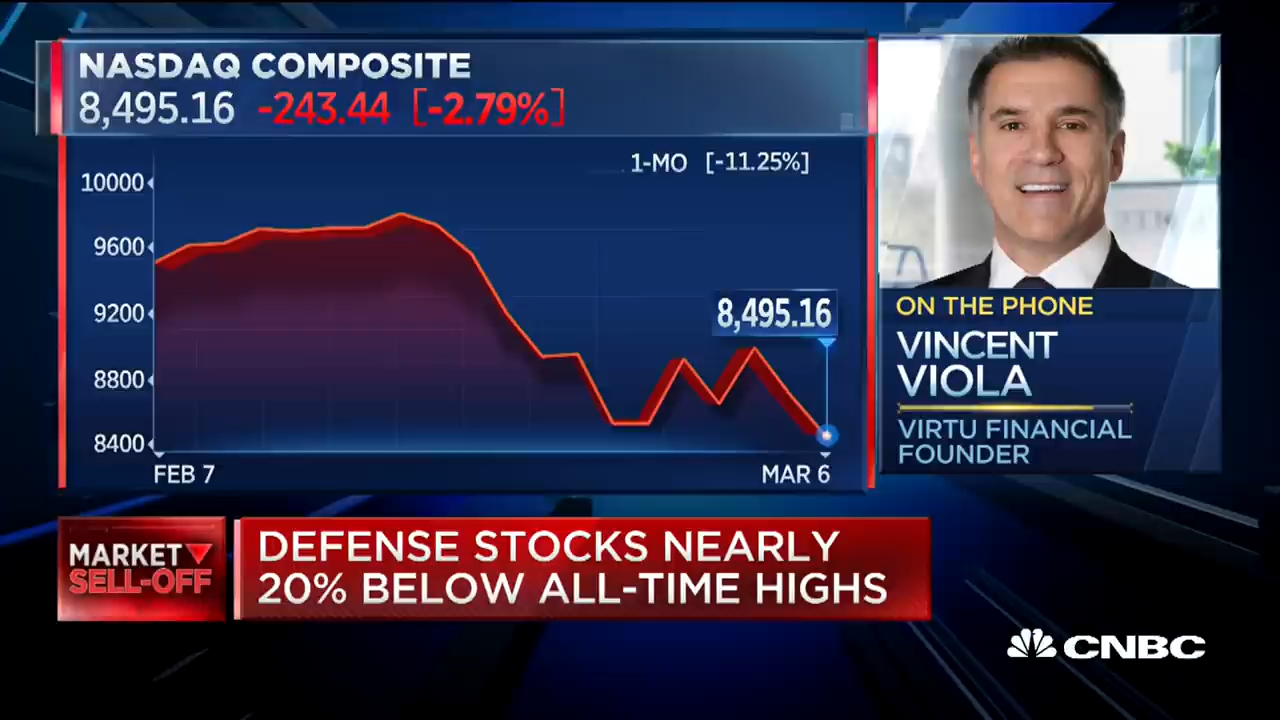 NASDAQ COMPOSITE
8,495.16 -243.44 [-2.79%]
1-MO [-11.25%]
10000
9600
9200
8800
8400
8,495.16
FEB 7
MAR 6
ON THE PHONE
VINCENT
VIOLA
VIRTU FINANCIAL
FOUNDER
MARKET
SELL-OFF
DEFENSE STOCKS NEARLY
20% BELOW ALL-TIME HIGHS
CNBC